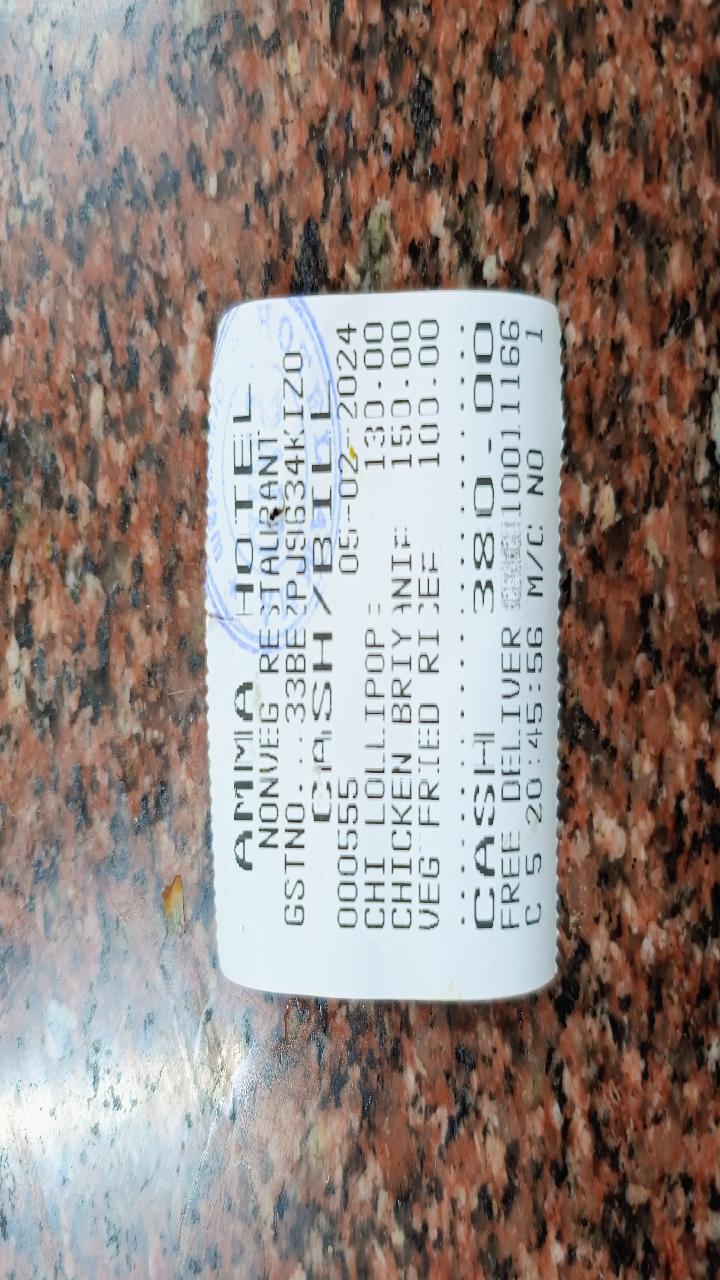 AMMA HOTEL
NONVEG RESTAURANT
GSTNO...
CASH/BILL
000555 05-02-2024
CHI LOLLIPOP 130.00
CHICKEN BRIYANI 150.00
VEG FRIED RICE 100.00
CASH 380.00
FREE DELIVER 10011166
C 5 20:45:56 M/C NO 1